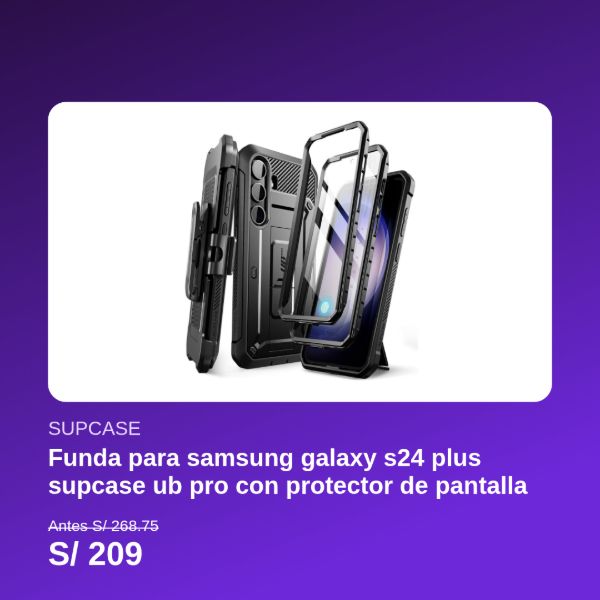 SUPCASE
Funda para samsung galaxy s24 plus
supcase ub pro con protector de pantalla
Antes S/ 268.75
S/ 209